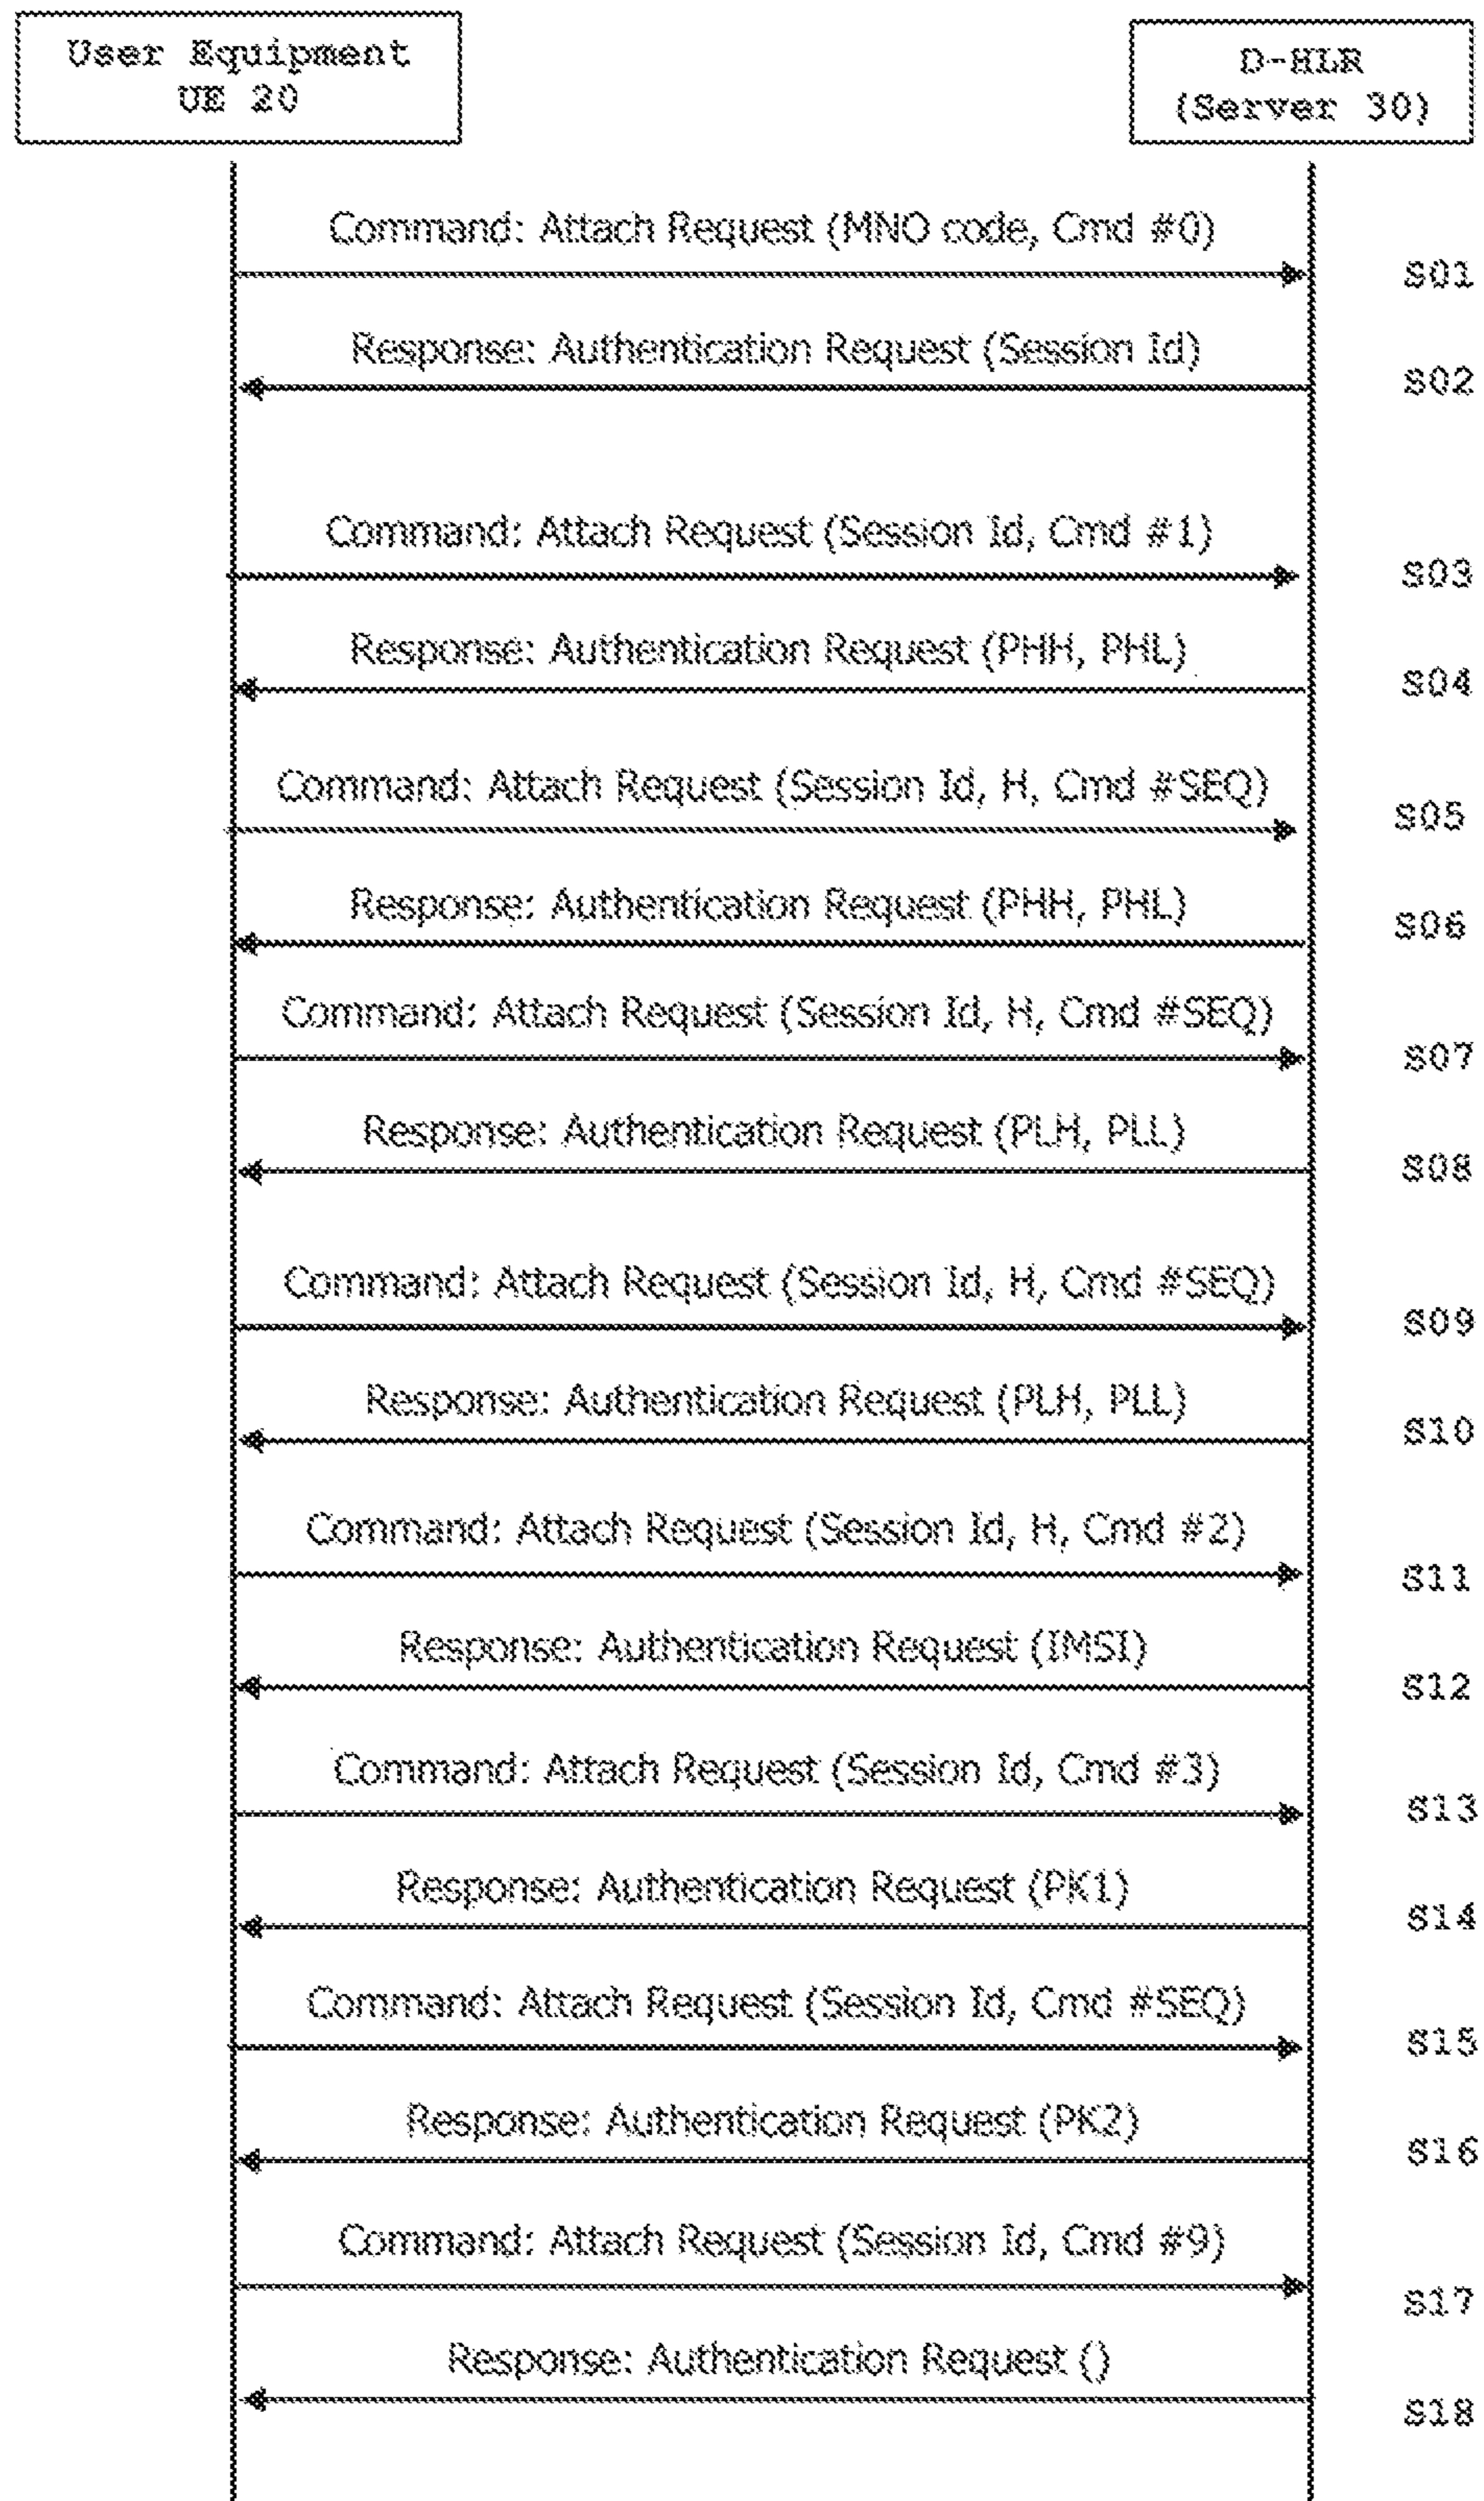 User Equipment
UE 20
D-HLR
(Server 30)
Command: Attach Request (MNO code, Cmd #0)
S01
Response: Authentication Request (Session Id)
S02
Command: Attach Request (Session Id, Cmd #1)
S03
Response: Authentication Request (PHH, PHL)
S04
Command: Attach Request (Session Id, H, Cmd #SEQ)
S05
Response: Authentication Request (PHH, PHL)
S06
Command: Attach Request (Session Id, H, Cmd #SEQ)
S07
Response: Authentication Request (PLH, PLL)
S08
Command: Attach Request (Session Id, H, Cmd #SEQ)
S09
Response: Authentication Request (PLH, PLL)
S10
Command: Attach Request (Session Id, H, Cmd #2)
S11
Response: Authentication Request (IMSI)
S12
Command: Attach Request (Session Id, Cmd #3)
S13
Response: Authentication Request (PK1)
S14
Command: Attach Request (Session Id, Cmd #SEQ)
S15
Response: Authentication Request (PK2)
S16
Command: Attach Request (Session Id, Cmd #9)
S17
Response: Authentication Request ()
S18